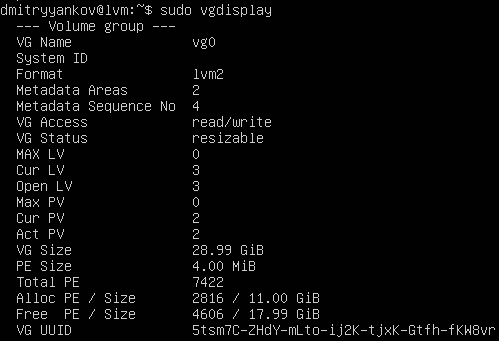 dmitryyankov@lvm:~$ sudo vgdisplay
  --- Volume group ---
  VG Name               vg0
  System ID
  Format                lvm2
  Metadata Areas        2
  Metadata Sequence No  4
  VG Access             read/write
  VG Status             resizable
  MAX LV                0
  Cur LV                3
  Open LV               3
  Max PV                0
  Cur PV                2
  Act PV                2
  VG Size               28.99 GiB
  PE Size               4.00 MiB
  Total PE              7422
  Alloc PE / Size       2816 / 11.00 GiB
  Free  PE / Size       4606 / 17.99 GiB
  VG UUID               5tsm7C-ZHdY-mLto-ij2K-tjxK-Gtfh-fKW8vr